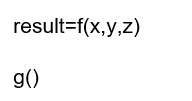 result=f(x,y,z)
g()